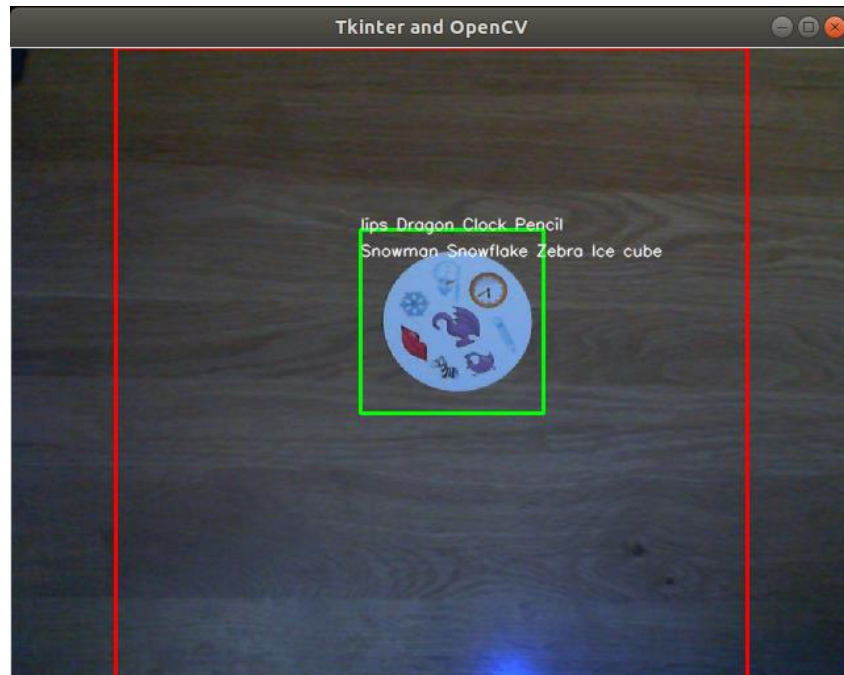 Tkinter and OpenCV
lips Dragon Clock Pencil
Snowman Snowflake Zebra Ice cube